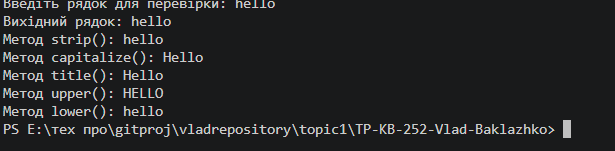 Введіть рядок для перевірки: hello
Вихідний рядок: hello
Метод strip(): hello
Метод capitalize(): Hello
Метод title(): Hello
Метод upper(): HELLO
Метод lower(): hello
PS E:\тех про\gitproj\vladrepository\topic1\TP-KB-252-Vlad-Baklazhko>